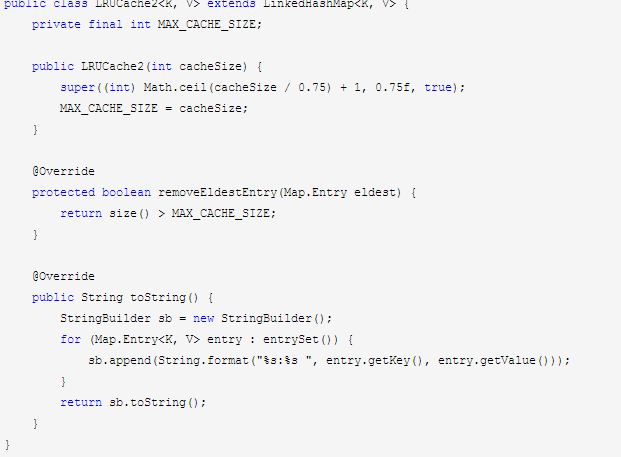 public class LRUCache2<K, V> extends LinkedHashMap<K, V> {
    private final int MAX_CACHE_SIZE;

    public LRUCache2(int cacheSize) {
        super((int) Math.ceil(cacheSize / 0.75) + 1, 0.75f, true);
        MAX_CACHE_SIZE = cacheSize;
    }

    @Override
    protected boolean removeEldestEntry(Map.Entry eldest) {
        return size() > MAX_CACHE_SIZE;
    }

    @Override
    public String toString() {
        StringBuilder sb = new StringBuilder();
        for (Map.Entry<K, V> entry : entrySet()) {
            sb.append(String.format("%s:%s ", entry.getKey(), entry.getValue()));
        }
        return sb.toString();
    }
}